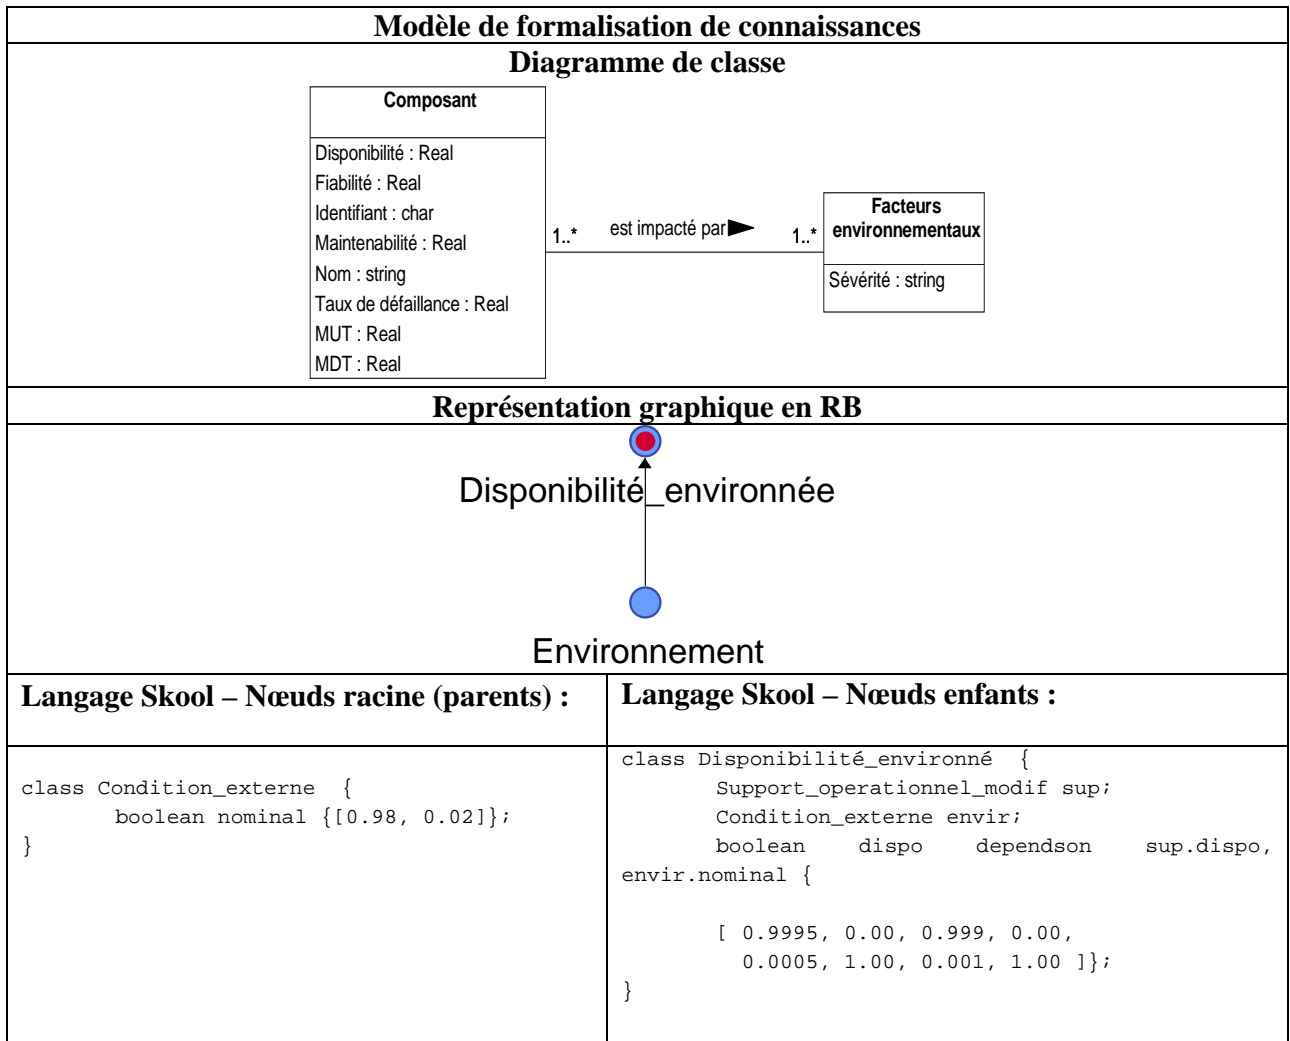 Modèle de formalisation de connaissances
Diagramme de classe
Composant
Disponibilité : Real
Fiabilité : Real
Identifiant : char
Maintenabilité : Real
Nom : string
Taux de défaillance : Real
MUT : Real
MDT : Real
1..* est impacté par 1..*
Facteurs
environnementaux
Sévérité : string
Représentation graphique en RB
Disponibilité_environnée
Environnement
Langage Skool – Nœuds racine (parents) :
class Condition_externe {
boolean nominal {[0.98, 0.02]};
}
Langage Skool – Nœuds enfants :
class Disponibilité_environné {
Support_operationnel_modif sup;
Condition_externe envir;
boolean dispo dependson sup.dispo,
envir.nominal {
[ 0.9995, 0.00, 0.999, 0.00,
0.0005, 1.00, 0.001, 1.00 ]};
}